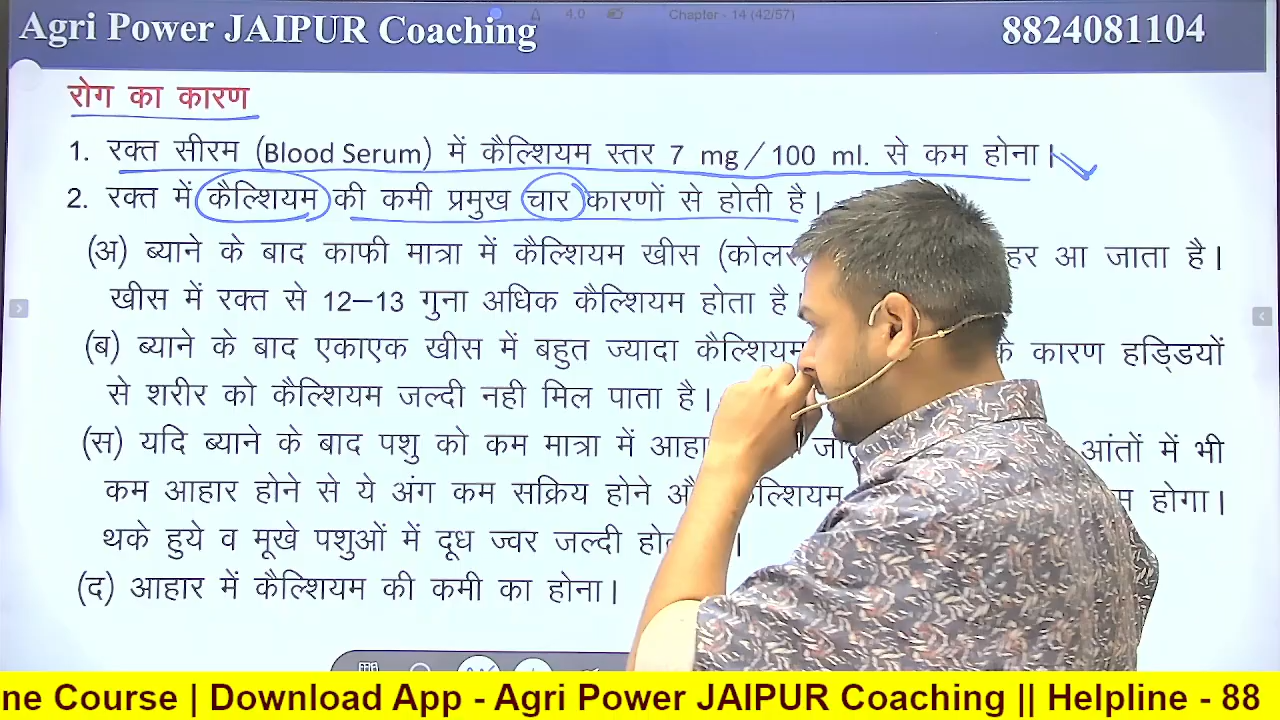 4.0 Chapter - 14 (42/57)
Agri Power JAIPUR Coaching 8824081104
रोग का कारण
1. रक्त सीरम (Blood Serum) में कैल्शियम स्तर 7 mg / 100 ml. से कम होना।
2. रक्त में कैल्शियम की कमी प्रमुख चार कारणों से होती है।
(अ) ब्याने के बाद काफी मात्रा में कैल्शियम खीस आ जाता है।
खीस में रक्त से 12–13 गुना अधिक कैल्शियम होता है।
(ब) ब्याने के बाद एकाएक खीस में बहुत ज्यादा कैल्शियम के कारण हड्डियों
से शरीर को कैल्शियम जल्दी नही मिल पाता है।
(स) यदि ब्याने के बाद पशु को कम मात्रा में आंतों में भी
कम आहार होने से ये अंग कम सक्रिय होने होगा।
थके हुये व मूखे पशुओं में दूध ज्वर जल्दी
(द) आहार में कैल्शियम की कमी का होना।
ne Course | Download App - Agri Power JAIPUR Coaching || Helpline - 88